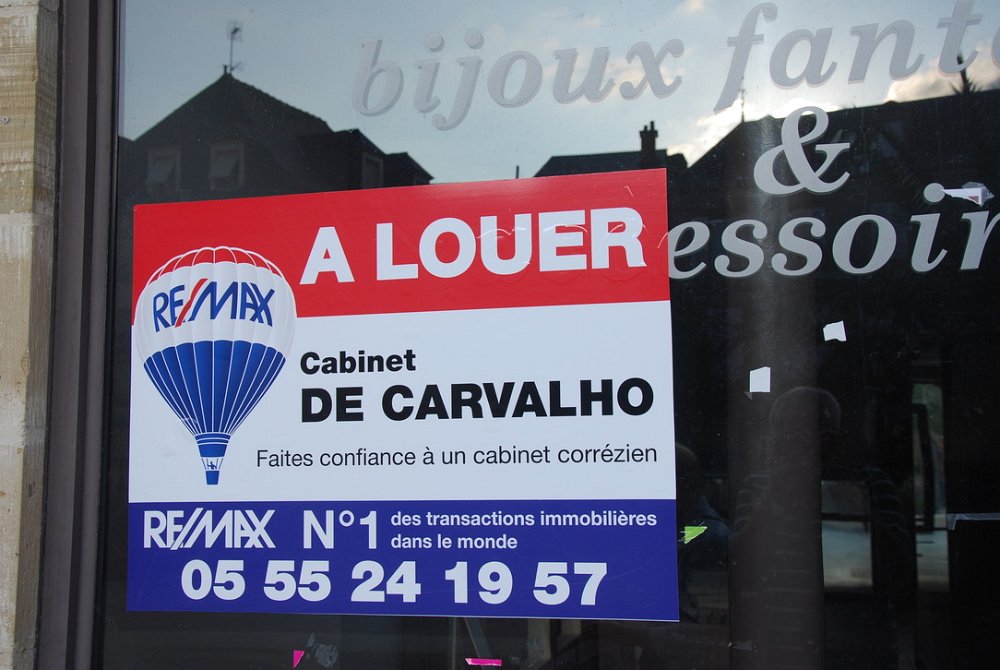 bijoux fant
&
essoir
A LOUER
RE/MAX
Cabinet
DE CARVALHO
Faites confiance à un cabinet corrézien
RE/MAX N°1 des transactions immobilières
dans le monde
05 55 24 19 57